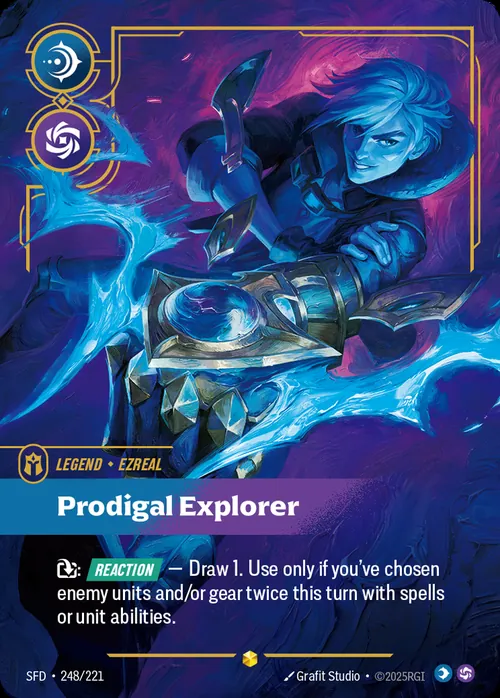 LEGEND • EZREAL
Prodigal Explorer
: REACTION — Draw 1. Use only if you've chosen
enemy units and/or gear twice this turn with spells
or unit abilities.
SFD • 248/221
Grafit Studio • ©2025RGI